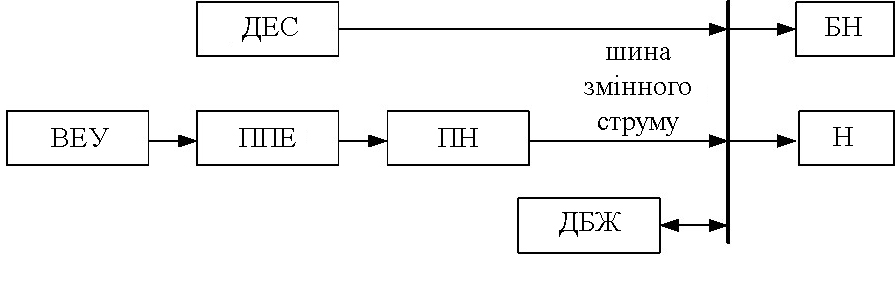 ДЕС
БН
шина
змінного
струму
ВЕУ
ППЕ
ПН
Н
ДБЖ